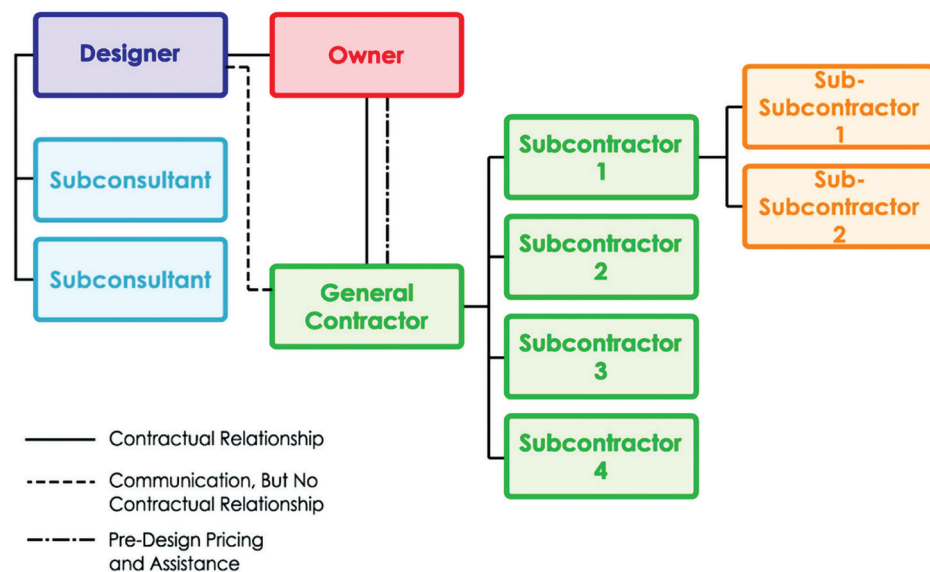 Designer
Owner
Subconsultant
Subconsultant
General
Contractor
Subcontractor
1
Subcontractor
2
Subcontractor
3
Subcontractor
4
Sub-
Subcontractor
1
Sub-
Subcontractor
2
Contractual Relationship
Communication, But No
Contractual Relationship
Pre-Design Pricing
and Assistance